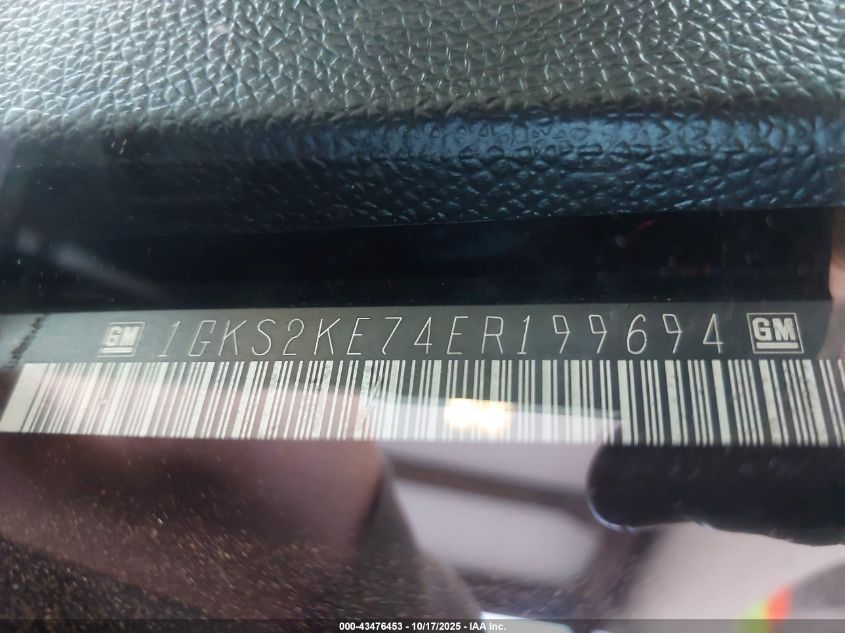 GM 1GKS2KE74ER199694 GM
000-43476453 - 10/17/2025 - IAA Inc.